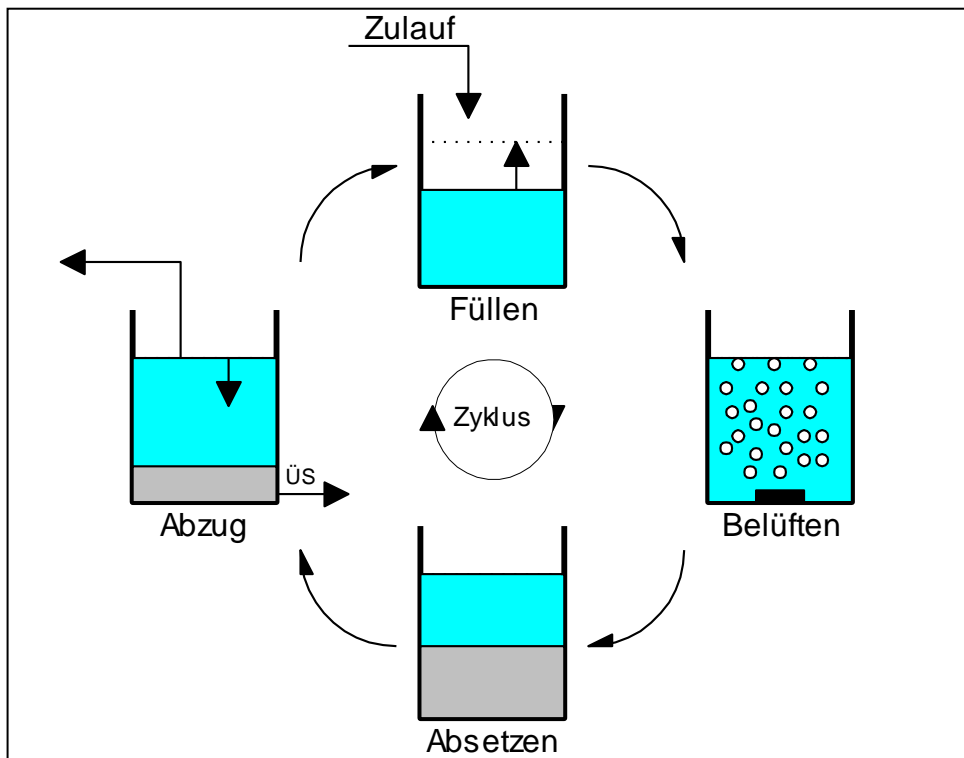 Zulauf
Füllen
Zyklus
Belüften
ÜS
Abzug
Absetzen